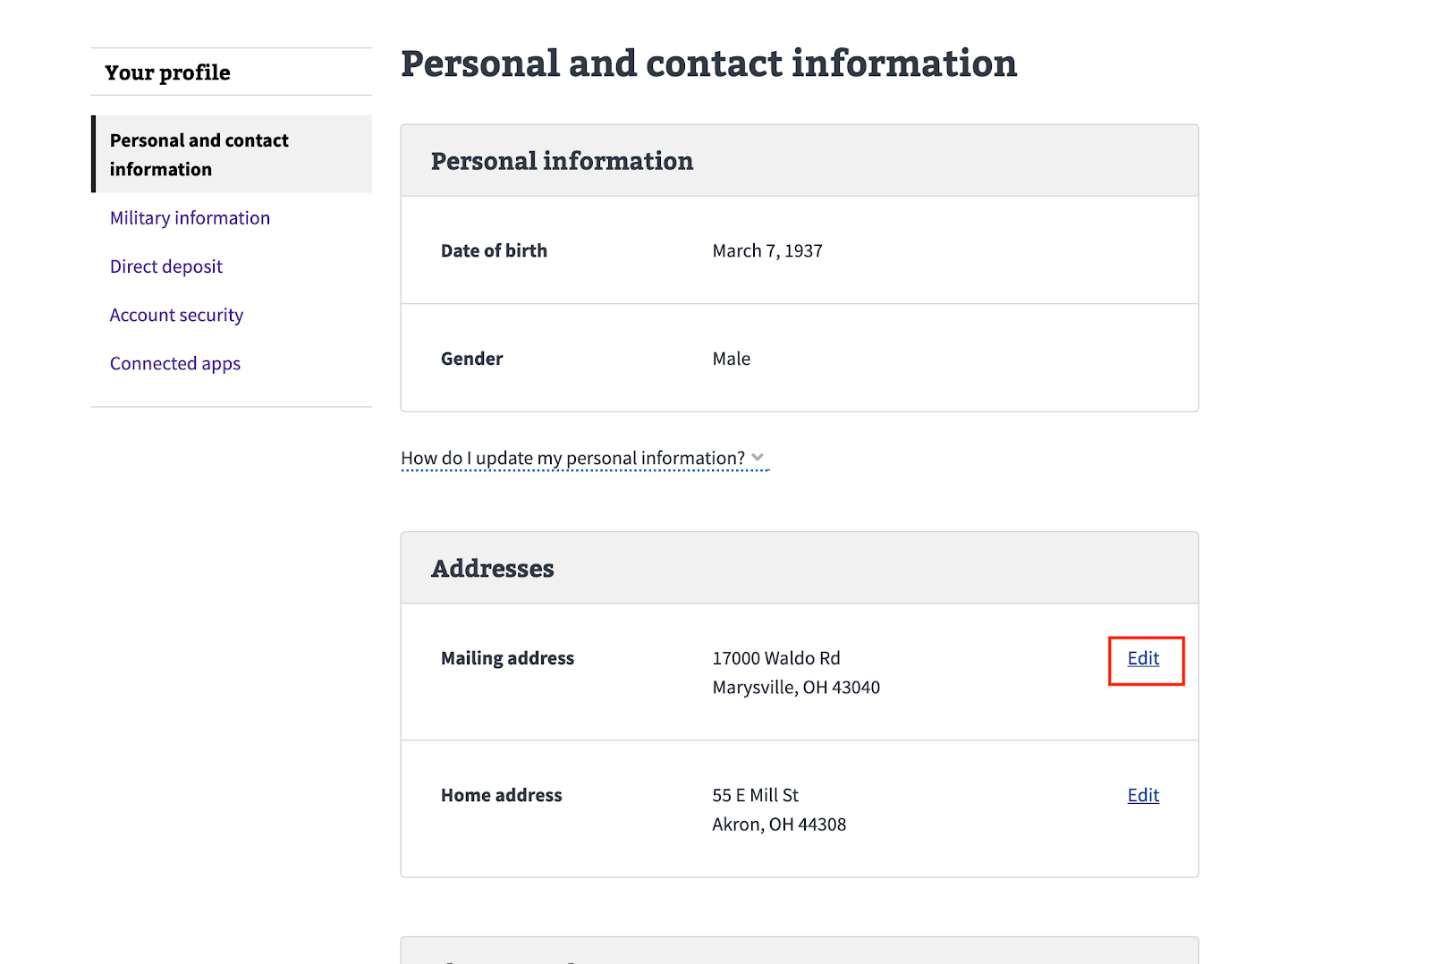 Your profile
Personal and contact
information
Military information
Direct deposit
Account security
Connected apps
Personal and contact information
Personal information
Date of birth March 7, 1937
Gender Male
How do I update my personal information?
Addresses
Mailing address 17000 Waldo Rd Edit
Marysville, OH 43040
Home address 55 E Mill St Edit
Akron, OH 44308